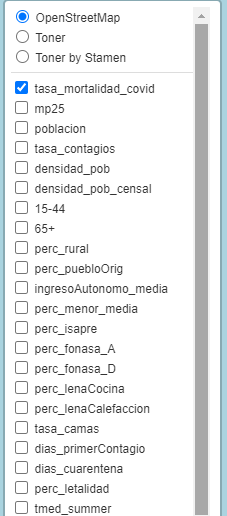 OpenStreetMap
Toner
Toner by Stamen
tasa_mortalidad_covid
mp25
poblacion
tasa_contagios
densidad_pob
densidad_pob_censal
15-44
65+
perc_rural
perc_puebloOrig
ingresoAutonomo_media
perc_menor_media
perc_isapre
perc_fonasa_A
perc_fonasa_D
perc_lenaCocina
perc_lenaCalefaccion
tasa_camas
dias_primerContagio
dias_cuarentena
perc_letalidad
tmed_summer